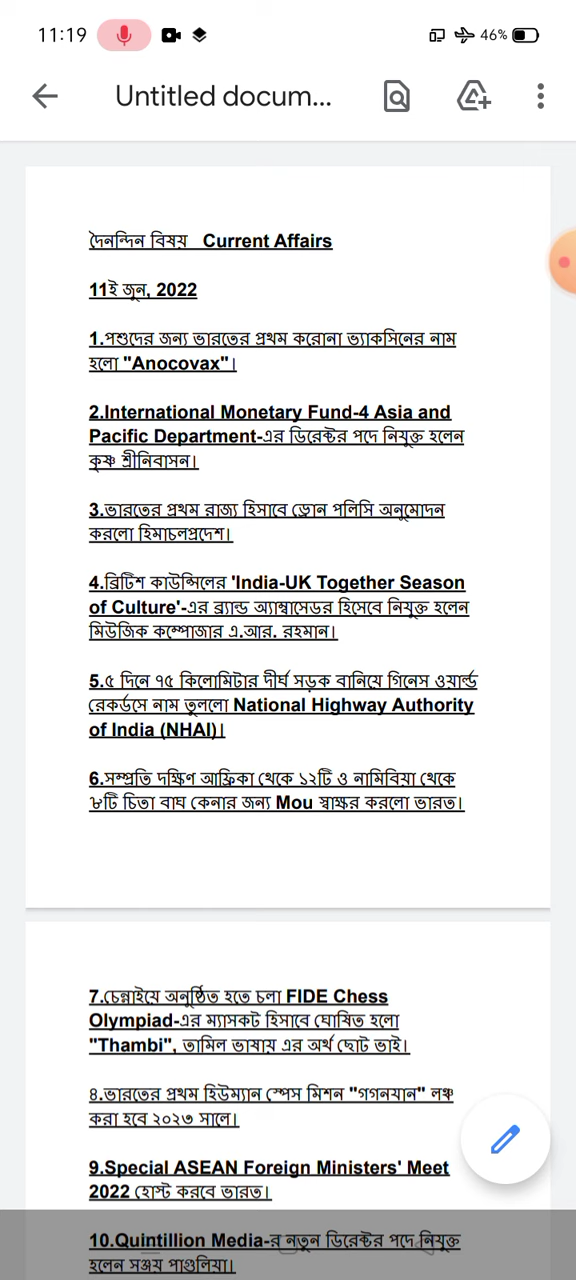 11:19
46%
Untitled docum...
দৈনন্দিন বিষয় Current Affairs
11ই জুন, 2022
1.পশুদের জন্য ভারতের প্রথম করোনা ভ্যাকসিনের নাম
হলো "Anocovax"।
2.International Monetary Fund-4 Asia and
Pacific Department-এর ডিরেক্টর পদে নিযুক্ত হলেন
কৃষ্ণ শ্রীনিবাসন।
3.ভারতের প্রথম রাজ্য হিসাবে ড্রোন পলিসি অনুমোদন
করলো হিমাচলপ্রদেশ।
4.ব্রিটিশ কাউন্সিলের 'India-UK Together Season
of Culture'-এর ব্র্যান্ড অ্যাম্বাসেডর হিসেবে নিযুক্ত হলেন
মিউজিক কম্পোজার এ.আর. রহমান।
5.৫ দিনে ৭৫ কিলোমিটার দীর্ঘ সড়ক বানিয়ে গিনেস ওয়ার্ল্ড
রেকর্ডসে নাম তুললো National Highway Authority
of India (NHAI)।
6.সম্প্রতি দক্ষিণ আফ্রিকা থেকে ১২টি ও নামিবিয়া থেকে
৮টি চিতা বাঘ কেনার জন্য Mou স্বাক্ষর করলো ভারত।
7.চেন্নাইয়ে অনুষ্ঠিত হতে চলা FIDE Chess
Olympiad-এর ম্যাসকট হিসাবে ঘোষিত হলো
"Thambi", তামিল ভাষায় এর অর্থ ছোট ভাই।
৪.ভারতের প্রথম হিউম্যান স্পেস মিশন "গগনযান" লঞ্চ
করা হবে ২০২৩ সালে।
9.Special ASEAN Foreign Ministers' Meet
2022 হোস্ট করবে ভারত।
10.Quintillion Media-র নতুন ডিরেক্টর পদে নিযুক্ত
হলেন সঞ্জয় পাগুলিয়া।